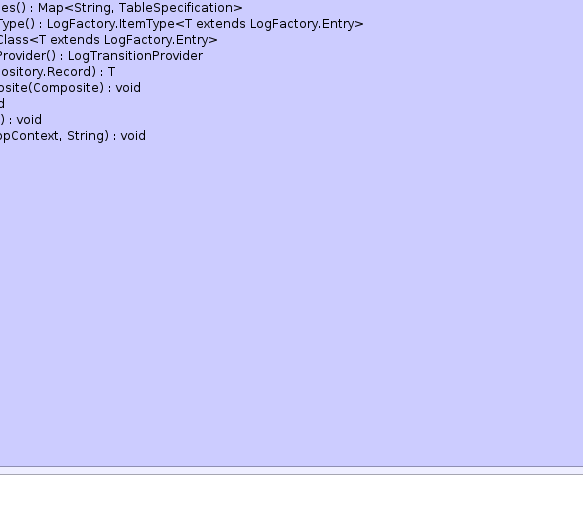 es() : Map<String, TableSpecification>
Type() : LogFactory.ItemType<T extends LogFactory.Entry>
Class<T extends LogFactory.Entry>
Provider() : LogTransitionProvider
ository.Record) : T
osite(Composite) : void
d
) : void
ppContext, String) : void